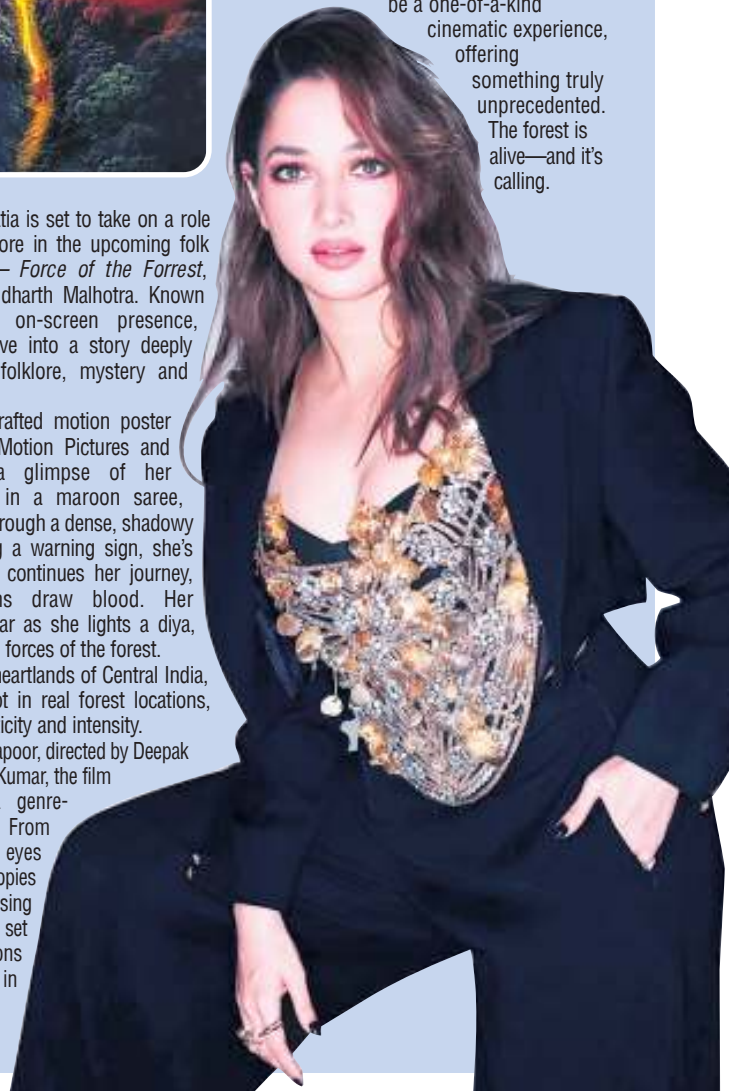 tia is set to take on a role
ore in the upcoming folk
– Force of the Forrest,
dharth Malhotra. Known
on-screen presence,
ve into a story deeply
folklore, mystery and
rafted motion poster
Motion Pictures and
a glimpse of her
in a maroon saree,
rough a dense, shadowy
g a warning sign, she’s
continues her journey,
ns draw blood. Her
ar as she lights a diya,
forces of the forest.
heartlands of Central India,
ot in real forest locations,
icity and intensity.
apoor, directed by Deepak
Kumar, the film
genre-
From
eyes
opies
sing
set
ons
in
be a one-of-a-kind
cinematic experience,
offering
something truly
unprecedented.
The forest is
alive—and it’s
calling.